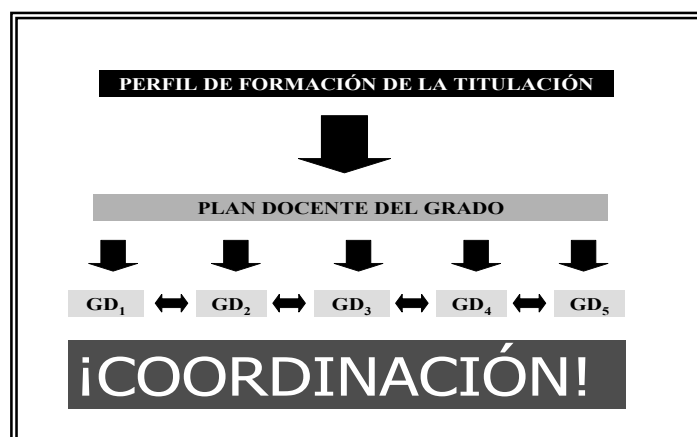 PERFIL DE FORMACIÓN DE LA TITULACIÓN
PLAN DOCENTE DEL GRADO
GD₁ GD₂ GD₃ GD₄ GD₅
¡COORDINACIÓN!